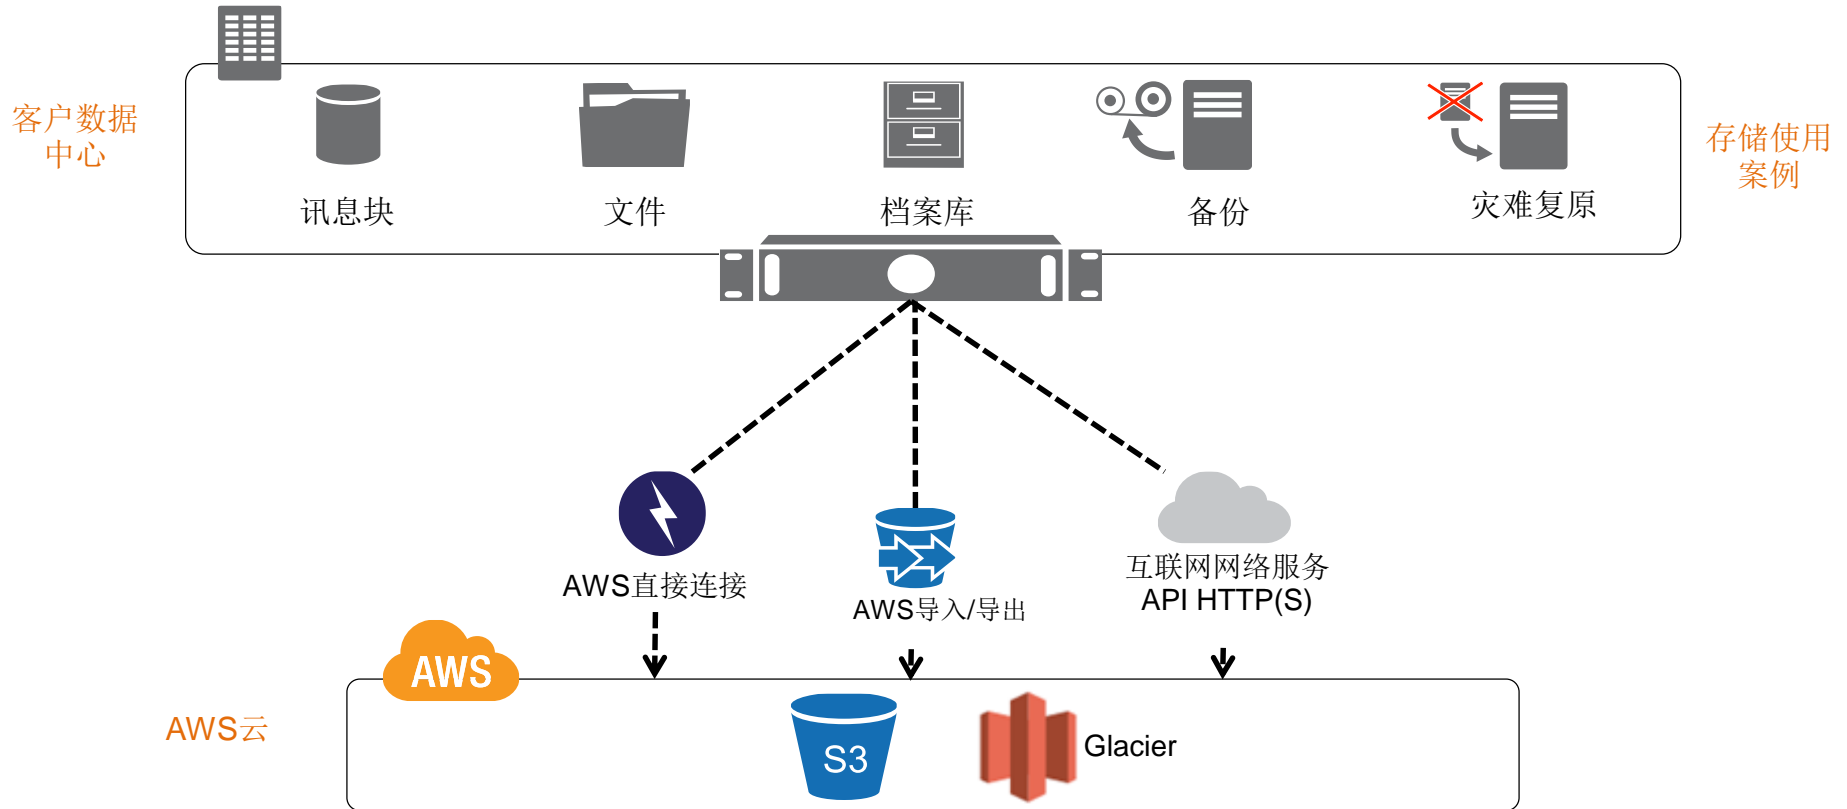 客户数据
中心
讯息块
文件
档案库
备份
灾难复原
存储使用
案例
AWS直接连接
AWS导入/导出
互联网网络服务
API HTTP(S)
AWS
AWS云
S3
Glacier